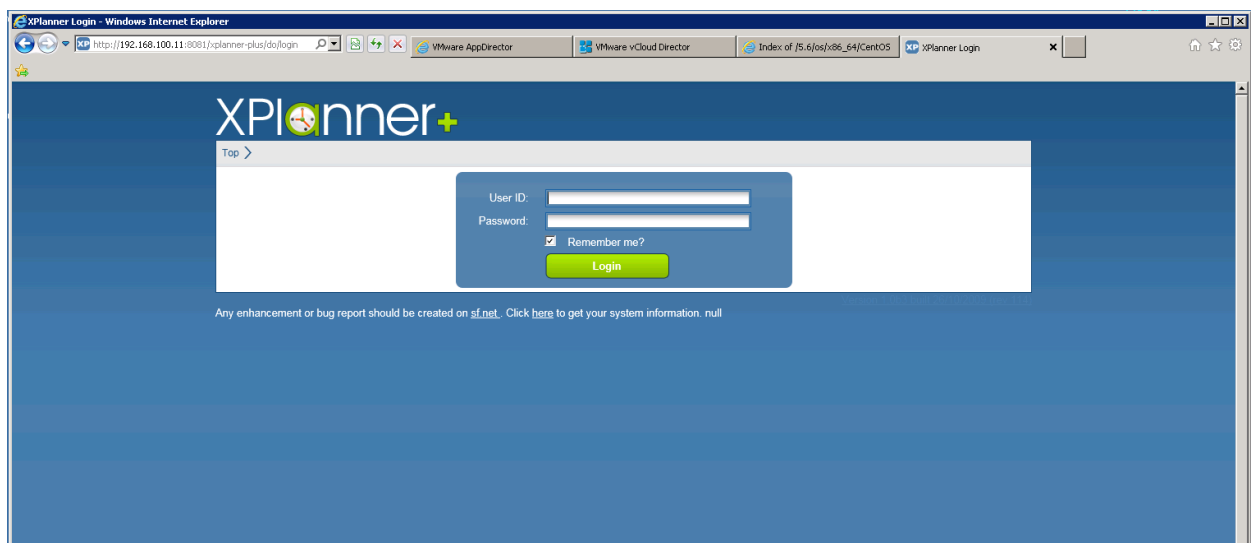 XPlanner Login - Windows Internet Explorer
http://192.168.100.11:8081/xplanner-plus/do/login
VMware AppDirector
VMware vCloud Director
Index of /5.6/os/x86_64/CentOS
XPlanner Login
XPlanner+
Top
User ID:
Password:
Remember me?
Login
Any enhancement or bug report should be created on sf.net . Click here to get your system information. null